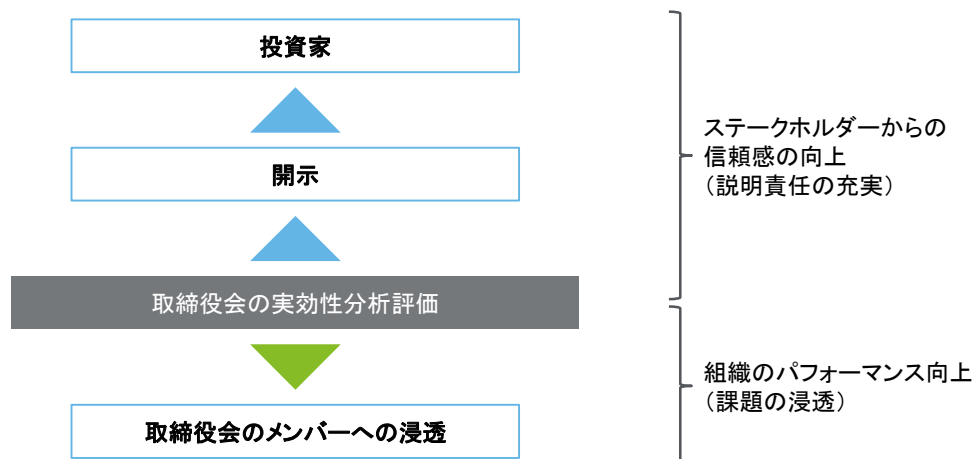 投資家
開示
取締役会の実効性分析評価
取締役会のメンバーへの浸透
ステークホルダーからの
信頼感の向上
（説明責任の充実）
組織のパフォーマンス向上
（課題の浸透）